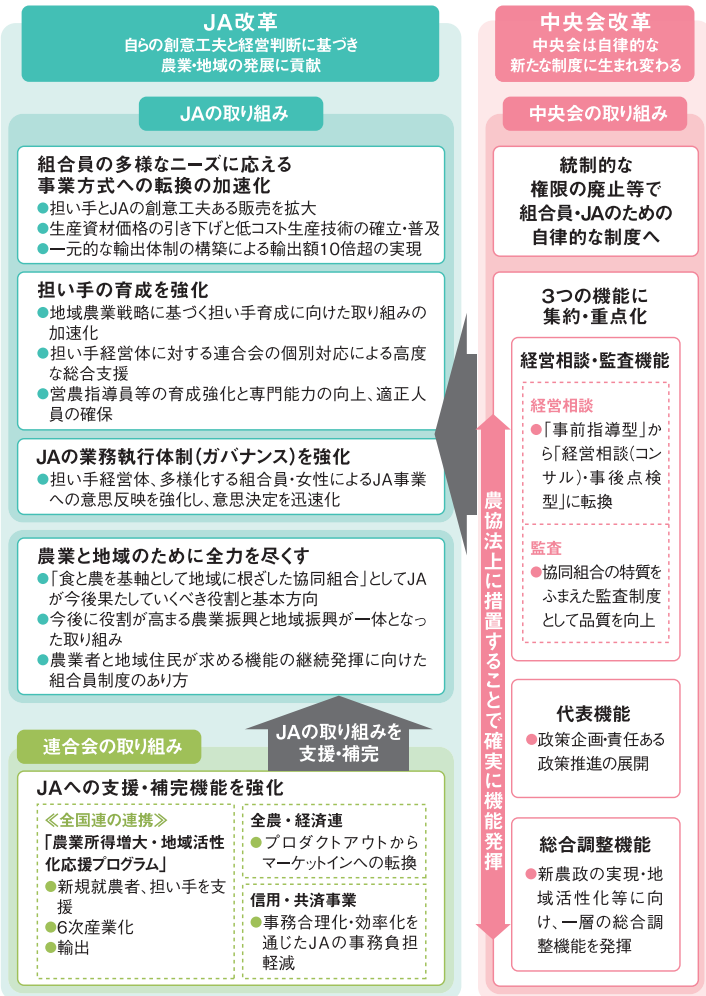 JA改革
自らの創意工夫と経営判断に基づき
農業・地域の発展に貢献
JAの取り組み
組合員の多様なニーズに応える
事業方式への転換の加速化
●担い手とJAの創意工夫ある販売を拡大
●生産資材価格の引き下げと低コスト生産技術の確立・普及
●一元的な輸出体制の構築による輸出額10倍超の実現
担い手の育成を強化
●地域農業戦略に基づく担い手育成に向けた取り組みの
加速化
●担い手経営体に対する連合会の個別対応による高度
な総合支援
●営農指導員等の育成強化と専門能力の向上、適正人
員の確保
JAの業務執行体制（ガバナンス）を強化
●担い手経営体、多様化する組合員・女性によるJA事業
への意思反映を強化し、意思決定を迅速化
農業と地域のために全力を尽くす
●「食と農を基軸として地域に根ざした協同組合」としてJA
が今後果たしていくべき役割と基本方向
●今後に役割が高まる農業振興と地域振興が一体となっ
た取り組み
●農業者と地域住民が求める機能の継続発揮に向けた
組合員制度のあり方
JAの取り組みを
支援・補完
連合会の取り組み
JAへの支援・補完機能を強化
≪全国連の連携≫
「農業所得増大・地域活性
化応援プログラム」
●新規就農者、担い手を支
援
●6次産業化
●輸出
全農・経済連
●プロダクトアウトから
マーケットインへの転換
信用・共済事業
●事務合理化・効率化を
通じたJAの事務負担
軽減
中央会改革
中央会は自律的な
新たな制度に生まれ変わる
中央会の取り組み
統制的な
権限の廃止等で
組合員・JAのための
自律的な制度へ
3つの機能に
集約・重点化
経営相談・監査機能
経営相談
●「事前指導型」か
ら「経営相談（コン
サル）・事後点検
型」に転換
監査
●協同組合の特質を
ふまえた監査制度
として品質を向上
代表機能
●政策企画・責任ある
政策推進の展開
総合調整機能
●新農政の実現・地
域活性化等に向
け、一層の総合調
整機能を発揮
農協法上に措置することで確実に機能発揮